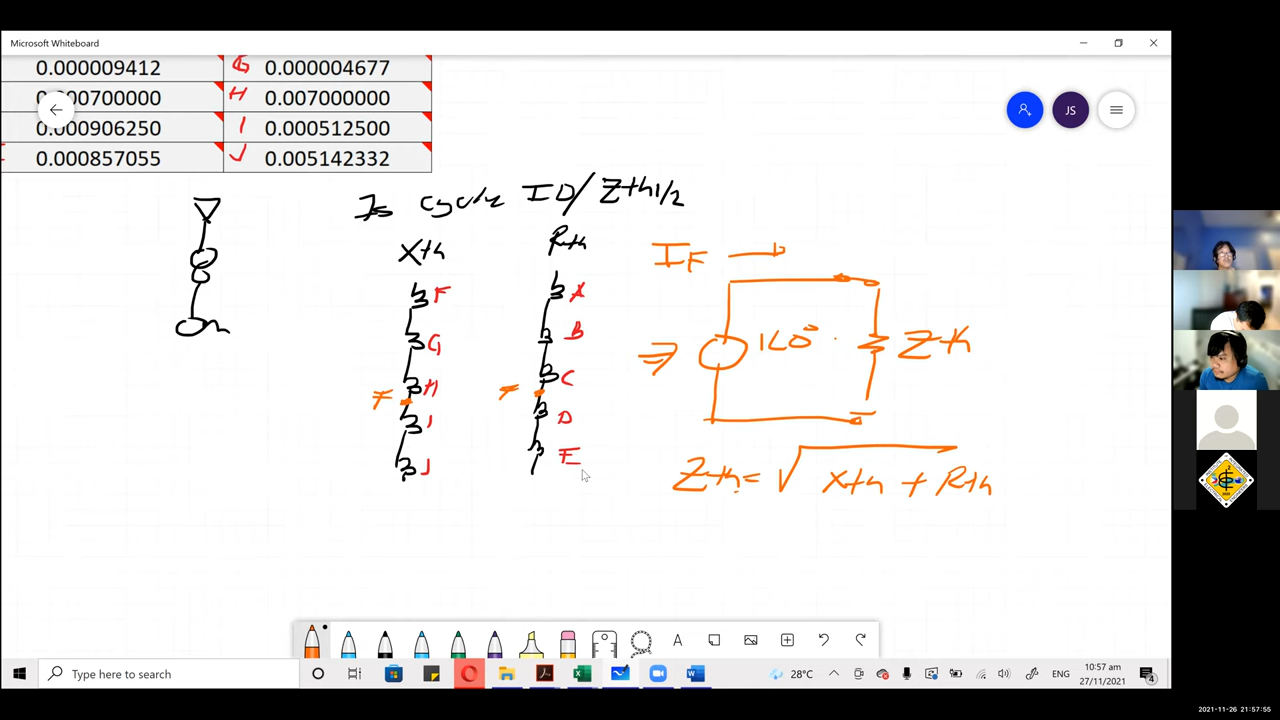 Microsoft Whiteboard
0.000009412 G 0.000004677
0.000700000 H 0.007000000
0.000906250 I 0.000512500
0.000857055 J 0.005142332
JS
cycle ID/Zth1/2
Xth
Rth
F
G
H
I
J
A
B
C
D
E
IF
1∠0°
Zth
Zth = √ Xth + Rth
Type here to search
28°C
ENG
10:57 am
27/11/2021
4
2021-11-26 21:57:55